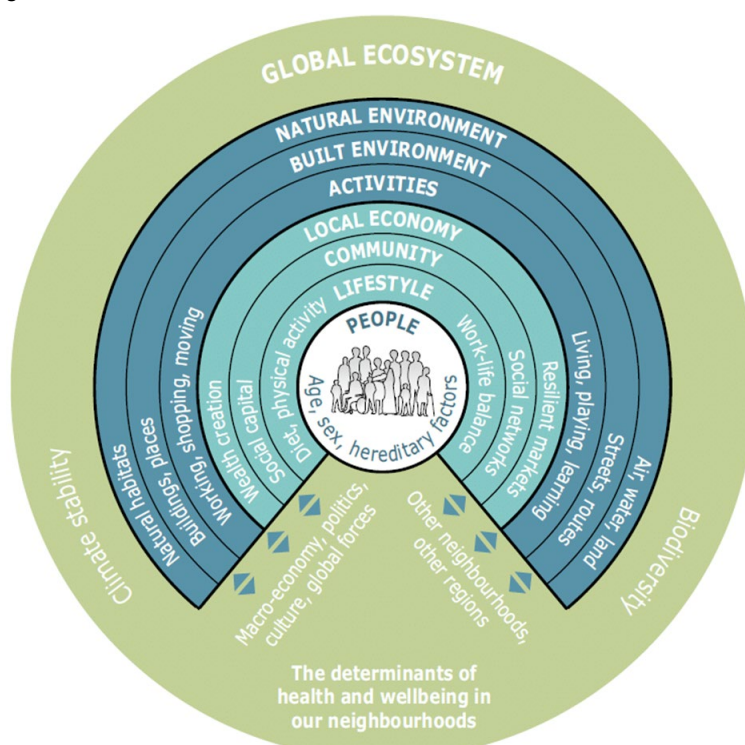 GLOBAL ECOSYSTEM
NATURAL ENVIRONMENT
BUILT ENVIRONMENT
ACTIVITIES
LOCAL ECONOMY
COMMUNITY
LIFESTYLE
PEOPLE
Age, sex, hereditary factors
Diet, physical activity
Social capital
Wealth creation
Working, shopping, moving
Buildings, places
Natural habitats
Climate stability
Work-life balance
Social networks
Resilient markets
Living, playing, learning
Streets, routes
Air, water, land
Biodiversity
Macro-economy, politics,
culture, global forces
Other neighbourhoods,
other regions
The determinants of
health and wellbeing in
our neighbourhoods